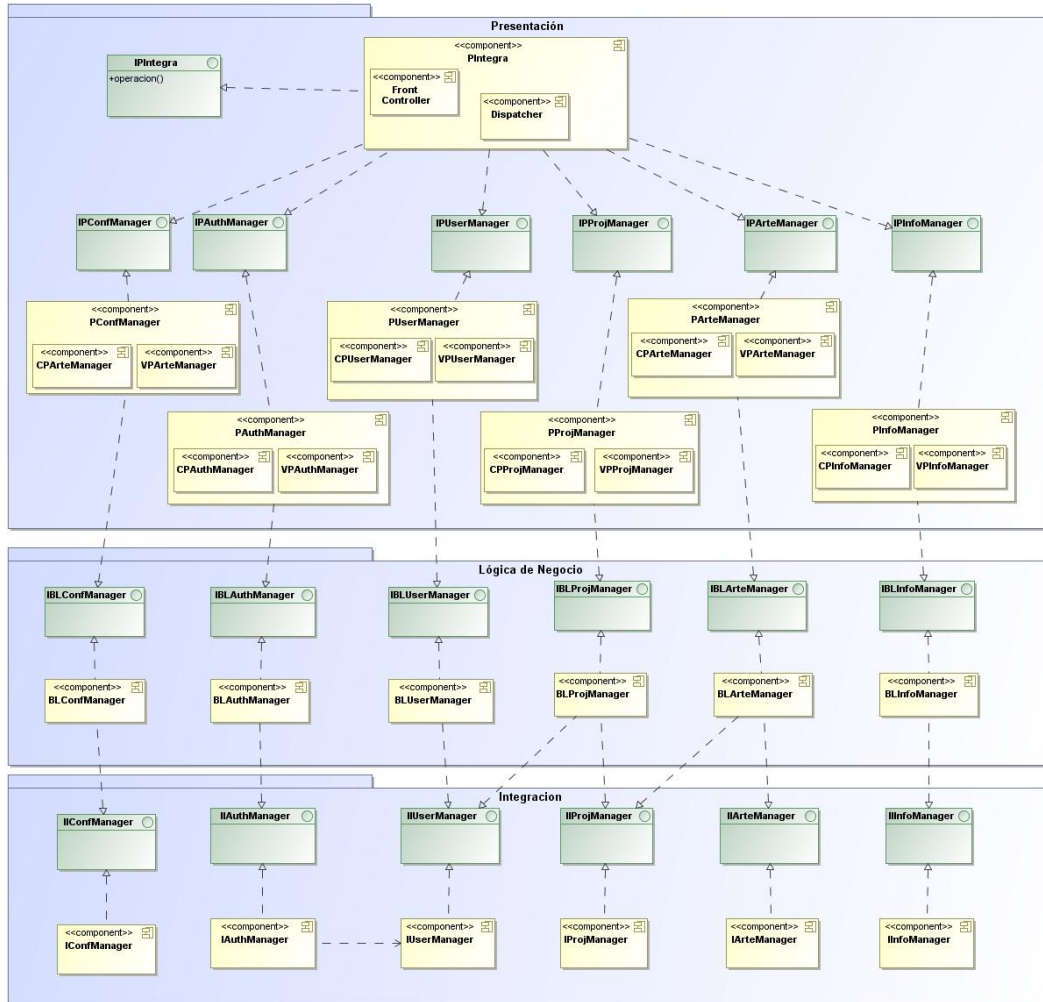 Presentación
<<component>>
PIntegra
IPIntegra
+operacion()
<<component>>
Front
Controller
<<component>>
Dispatcher
IPConfManager
IPAuthManager
IPUserManager
IPProjManager
IPArteManager
IPInfoManager
<<component>>
PConfManager
<<component>>
CPArteManager
<<component>>
VPArteManager
<<component>>
PUserManager
<<component>>
CPUserManager
<<component>>
VPUserManager
<<component>>
PArteManager
<<component>>
CPArteManager
<<component>>
VPArteManager
<<component>>
PAuthManager
<<component>>
CPAuthManager
<<component>>
VPAuthManager
<<component>>
PProjManager
<<component>>
CPProjManager
<<component>>
VPProjManager
<<component>>
PInfoManager
<<component>>
CPInfoManager
<<component>>
VPInfoManager
Lógica de Negocio
IBLConfManager
IBLAuthManager
IBLUserManager
IBLProjManager
IBLArteManager
IBLInfoManager
<<component>>
BLConfManager
<<component>>
BLAuthManager
<<component>>
BLUserManager
<<component>>
BLProjManager
<<component>>
BLArteManager
<<component>>
BLInfoManager
Integracion
IIConfManager
IIAuthManager
IIUserManager
IIProjManager
IIArteManager
IIInfoManager
<<component>>
IConfManager
<<component>>
IAuthManager
<<component>>
IUserManager
<<component>>
IProjManager
<<component>>
IArteManager
<<component>>
IInfoManager